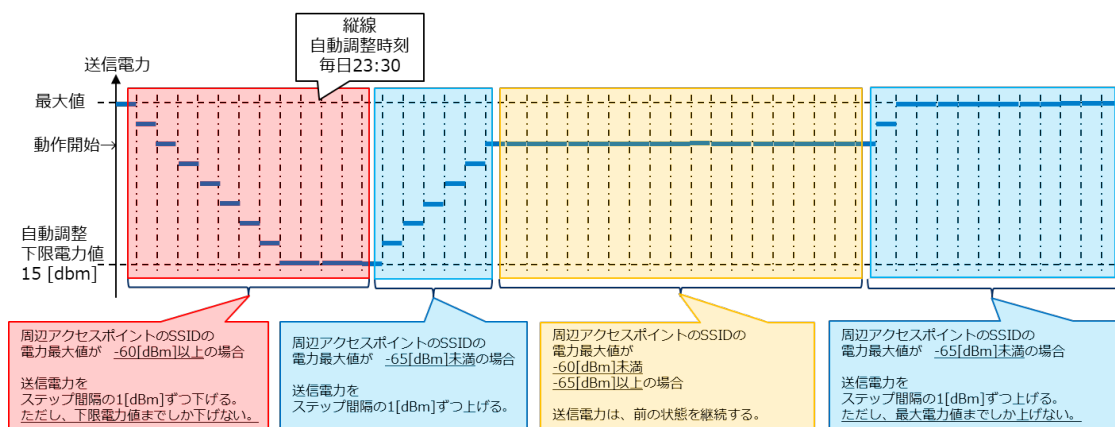 縦線
自動調整時刻
毎日23:30
送信電力
最大値
動作開始→
自動調整
下限電力値
15 [dbm]
周辺アクセスポイントのSSIDの
電力最大値が -60[dBm]以上の場合
送信電力を
ステップ間隔の1[dBm]ずつ下げる。
ただし、下限電力値までしか下げない。
周辺アクセスポイントのSSIDの
電力最大値が -65[dBm]未満の場合
送信電力を
ステップ間隔の1[dBm]ずつ上げる。
周辺アクセスポイントのSSIDの
電力最大値が
-60[dBm]未満
-65[dBm]以上の場合
送信電力は、前の状態を継続する。
周辺アクセスポイントのSSIDの
電力最大値が -65[dBm]未満の場合
送信電力を
ステップ間隔の1[dBm]ずつ上げる。
ただし、最大電力値までしか上げない。